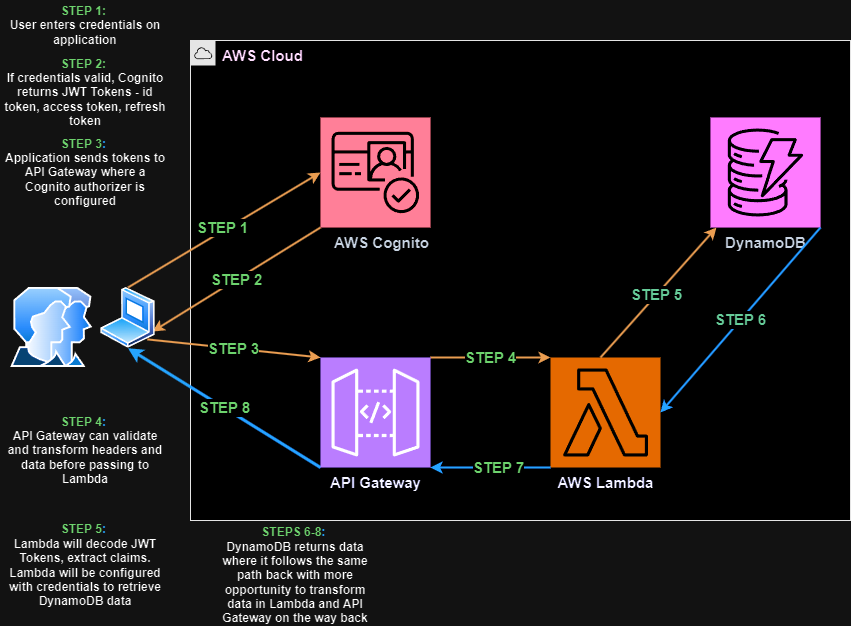 STEP 1:
User enters credentials on
application
STEP 2:
If credentials valid, Cognito
returns JWT Tokens - id
token, access token, refresh
token
STEP 3:
Application sends tokens to
API Gateway where a
Cognito authorizer is
configured
AWS Cloud
AWS Cognito
DynamoDB
STEP 1
STEP 2
STEP 5
STEP 6
STEP 3
STEP 4
</>
STEP 8
STEP 7
API Gateway
AWS Lambda
STEP 4:
API Gateway can validate
and transform headers and
data before passing to
Lambda
STEP 5:
Lambda will decode JWT
Tokens, extract claims.
Lambda will be configured
with credentials to retrieve
DynamoDB data
STEPS 6-8:
DynamoDB returns data
where it follows the same
path back with more
opportunity to transform
data in Lambda and API
Gateway on the way back